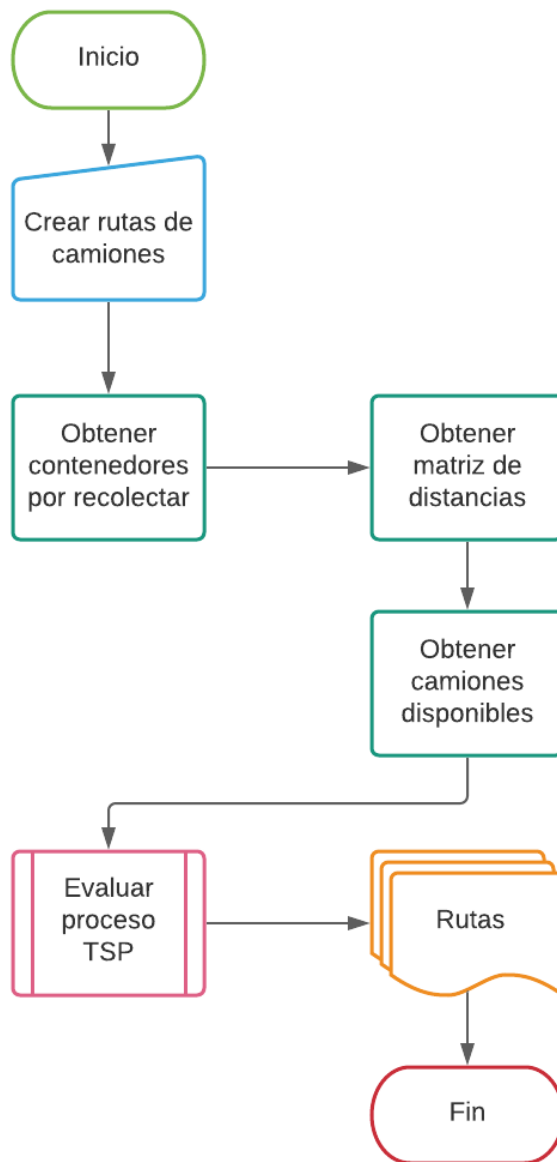 Inicio
Crear rutas de
camiones
Obtener
contenedores
por recolectar
Obtener
matriz de
distancias
Obtener
camiones
disponibles
Evaluar
proceso
TSP
Rutas
Fin